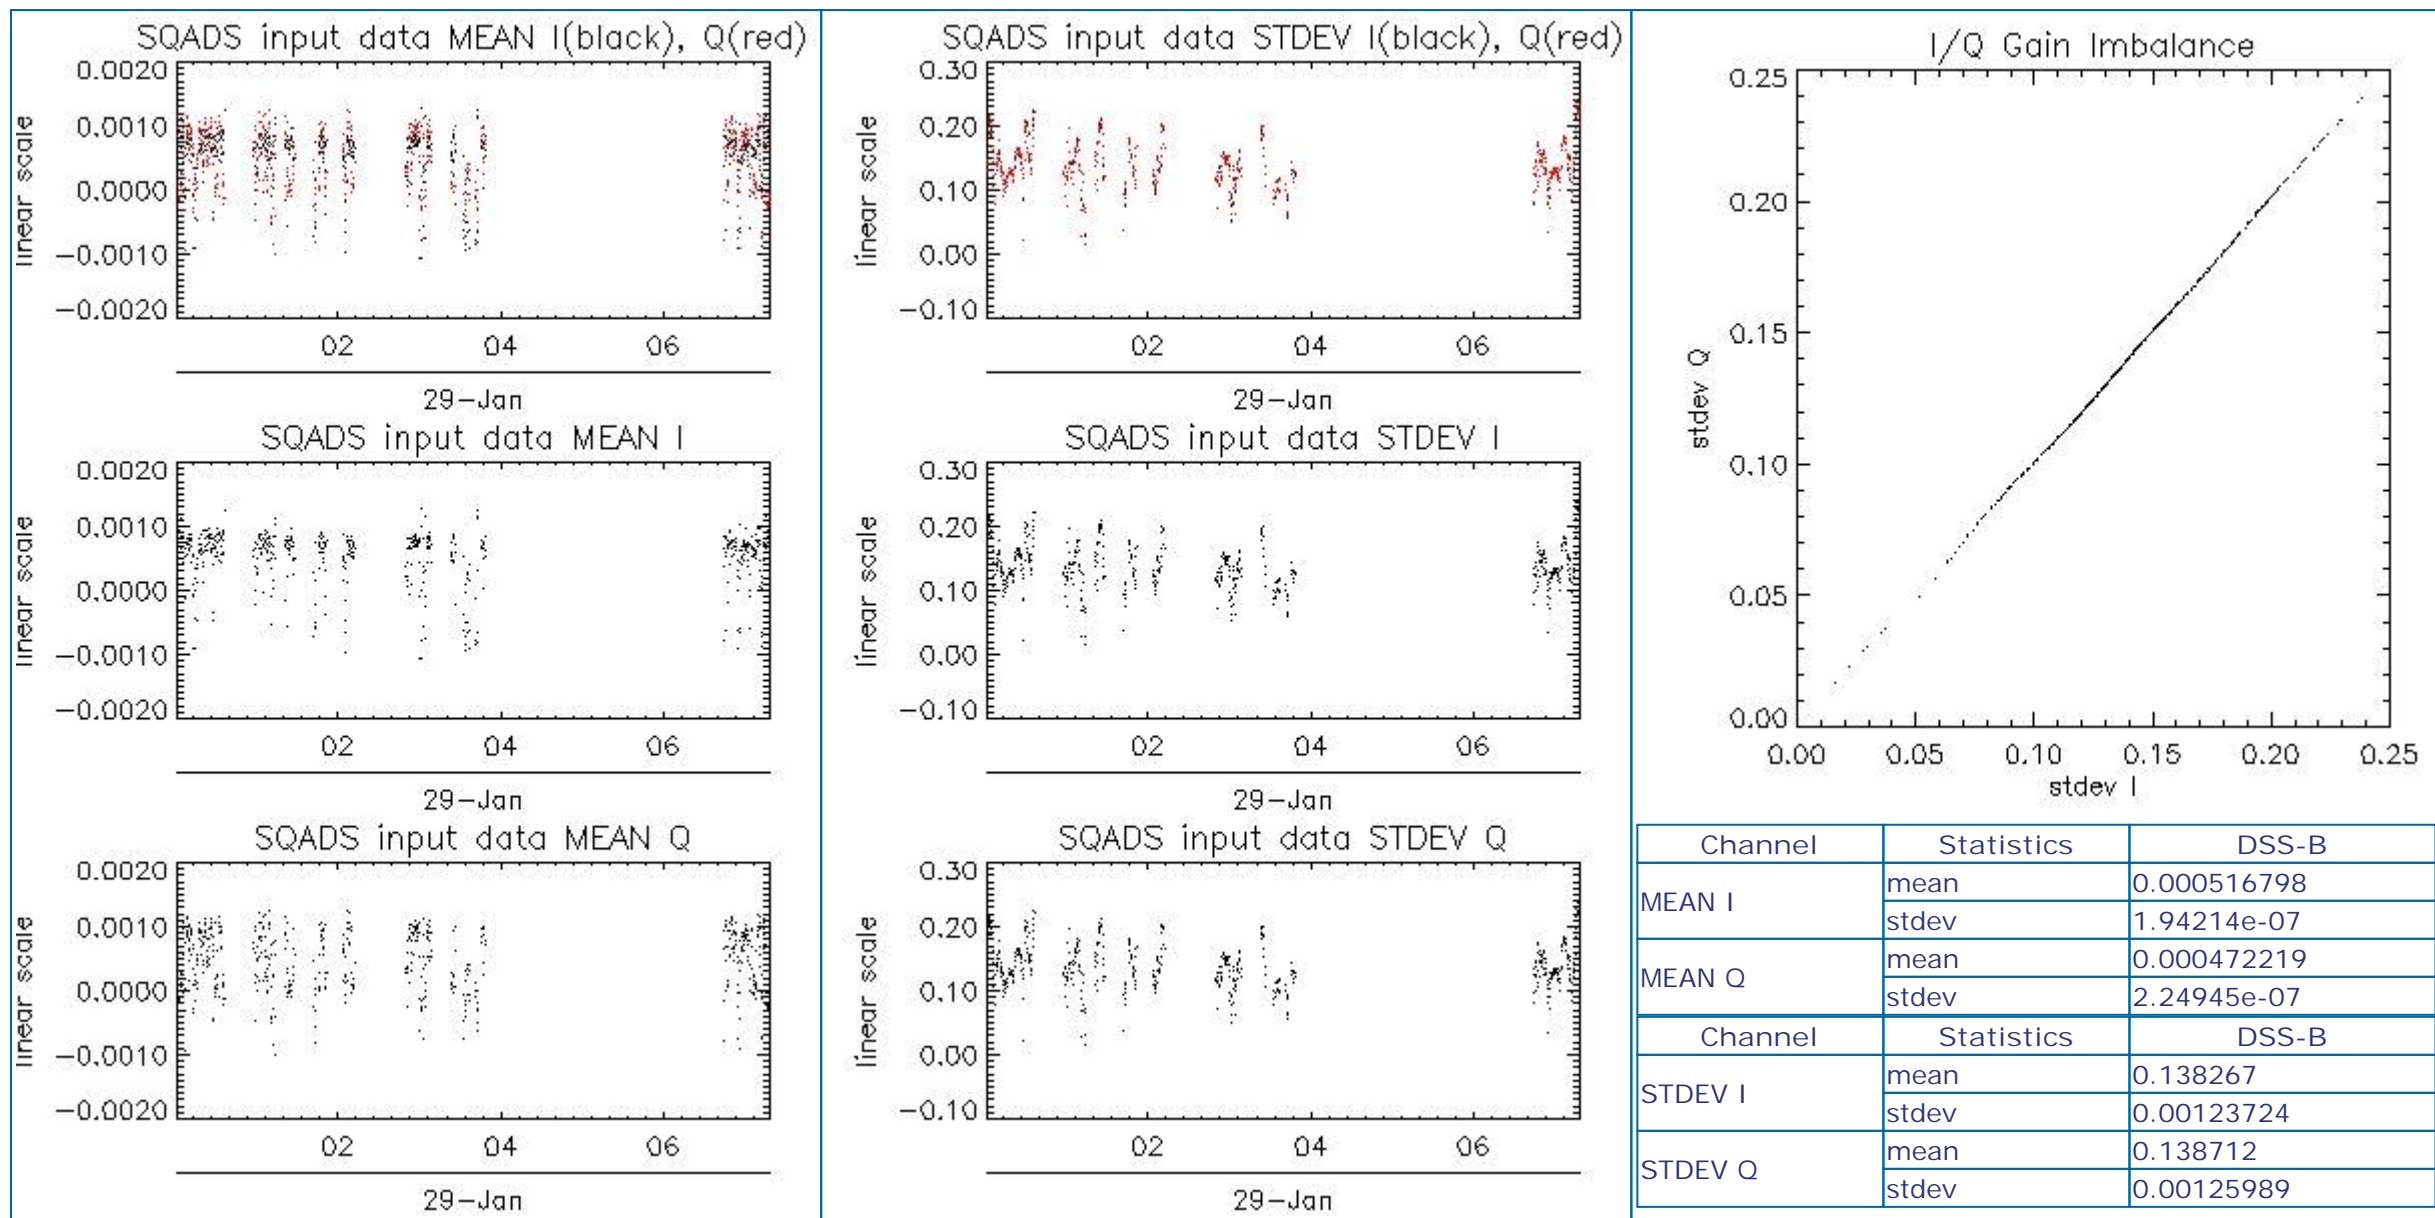 SQADS input data MEAN I(black), Q(red)
linear scale
0.0020
0.0010
0.0000
−0.0010
−0.0020
02 04 06
29−Jan
SQADS input data MEAN I
linear scale
0.0020
0.0010
0.0000
−0.0010
−0.0020
02 04 06
29−Jan
SQADS input data MEAN Q
linear scale
0.0020
0.0010
0.0000
−0.0010
−0.0020
02 04 06
29−Jan
SQADS input data STDEV I(black), Q(red)
linear scale
0.30
0.20
0.10
0.00
−0.10
02 04 06
29−Jan
SQADS input data STDEV I
linear scale
0.30
0.20
0.10
0.00
−0.10
02 04 06
29−Jan
SQADS input data STDEV Q
linear scale
0.30
0.20
0.10
0.00
−0.10
02 04 06
29−Jan
I/Q Gain Imbalance
stdev Q
0.25
0.20
0.15
0.10
0.05
0.00
0.00 0.05 0.10 0.15 0.20 0.25
stdev I
Channel Statistics DSS-B
MEAN I mean 0.000516798
stdev 1.94214e-07
MEAN Q mean 0.000472219
stdev 2.24945e-07
Channel Statistics DSS-B
STDEV I mean 0.138267
stdev 0.00123724
STDEV Q mean 0.138712
stdev 0.00125989